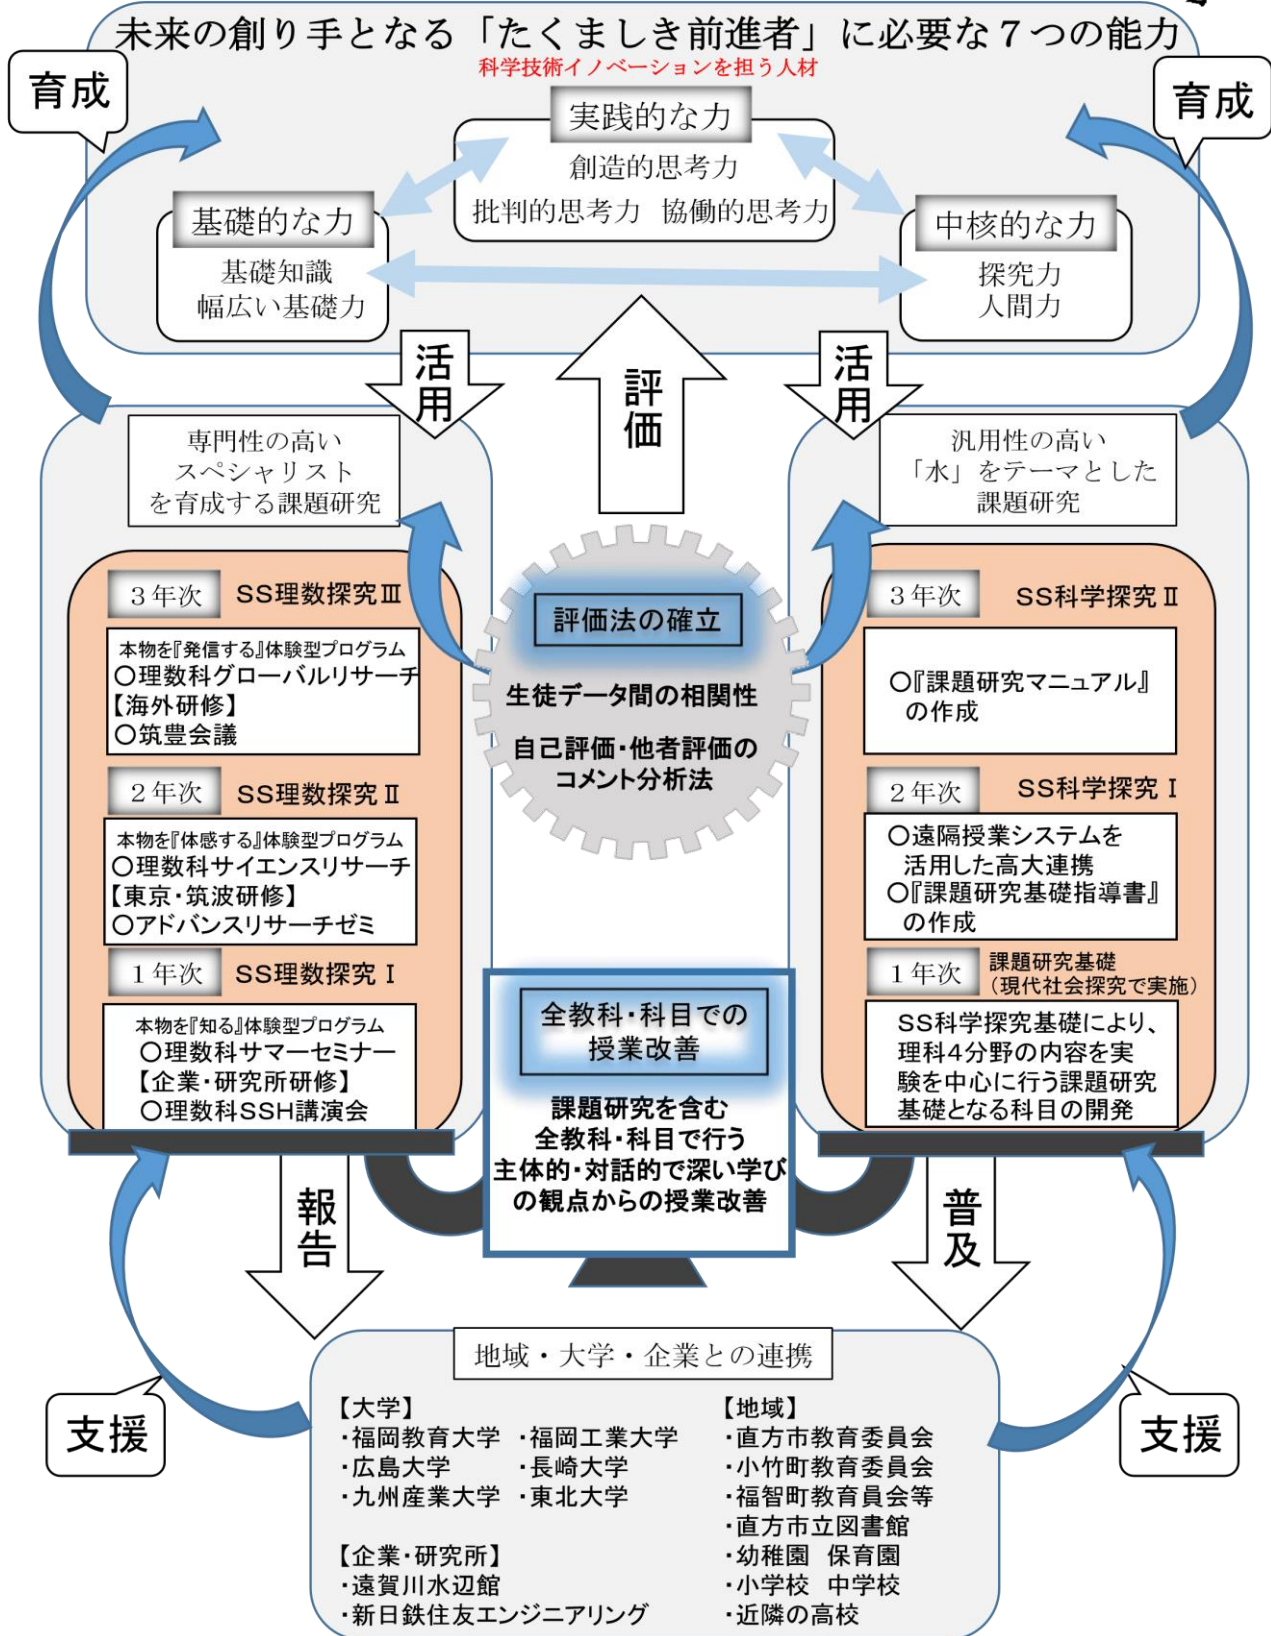 未来の創り手となる「たくましき前進者」に必要な７つの能力
科学技術イノベーションを担う人材
育成
育成
実践的な力
創造的思考力
批判的思考力 協働的思考力
基礎的な力
基礎知識
幅広い基礎力
中核的な力
探究力
人間力
活用
評価
活用
専門性の高い
スペシャリスト
を育成する課題研究
３年次 SS理数探究Ⅲ
本物を『発信する』体験型プログラム
○理数科グローバルリサーチ
【海外研修】
○筑豊会議
２年次 SS理数探究Ⅱ
本物を『体感する』体験型プログラム
○理数科サイエンスリサーチ
【東京・筑波研修】
○アドバンスリサーチゼミ
１年次 SS理数探究Ⅰ
本物を『知る』体験型プログラム
○理数科サマーセミナー
【企業・研究所研修】
○理数科SSH講演会
評価法の確立
生徒データ間の相関性
自己評価・他者評価の
コメント分析法
全教科・科目での
授業改善
課題研究を含む
全教科・科目で行う
主体的・対話的で深い学び
の観点からの授業改善
汎用性の高い
「水」をテーマとした
課題研究
３年次 SS科学探究Ⅱ
○『課題研究マニュアル』
の作成
２年次 SS科学探究Ⅰ
○遠隔授業システムを
活用した高大連携
○『課題研究基礎指導書』
の作成
１年次 課題研究基礎
（現代社会探究で実施）
SS科学探究基礎により、
理科４分野の内容を実
験を中心に行う課題研究
基礎となる科目の開発
報告
普及
支援
支援
地域・大学・企業との連携
【大学】
・福岡教育大学 ・福岡工業大学
・広島大学 ・長崎大学
・九州産業大学 ・東北大学
【企業・研究所】
・遠賀川水辺館
・新日鉄住友エンジニアリング
【地域】
・直方市教育委員会
・小竹町教育委員会
・福智町教育員会等
・直方市立図書館
・幼稚園 保育園
・小学校 中学校
・近隣の高校